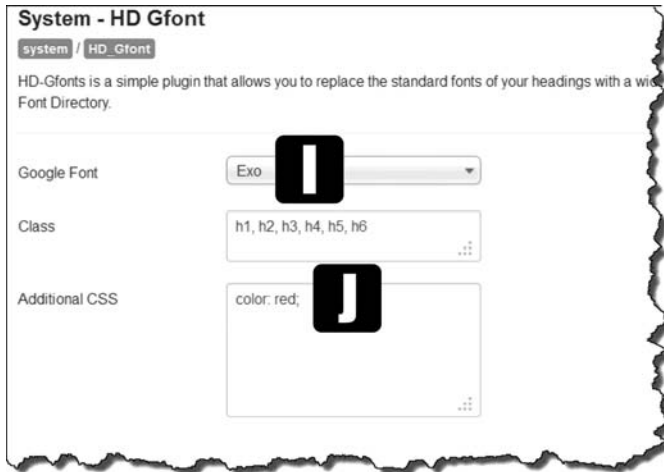 System - HD Gfont
system / HD_Gfont
HD-Gfonts is a simple plugin that allows you to replace the standard fonts of your headings with a
Font Directory.
Google Font
Exo
I
Class
h1, h2, h3, h4, h5, h6
Additional CSS
color: red;
J